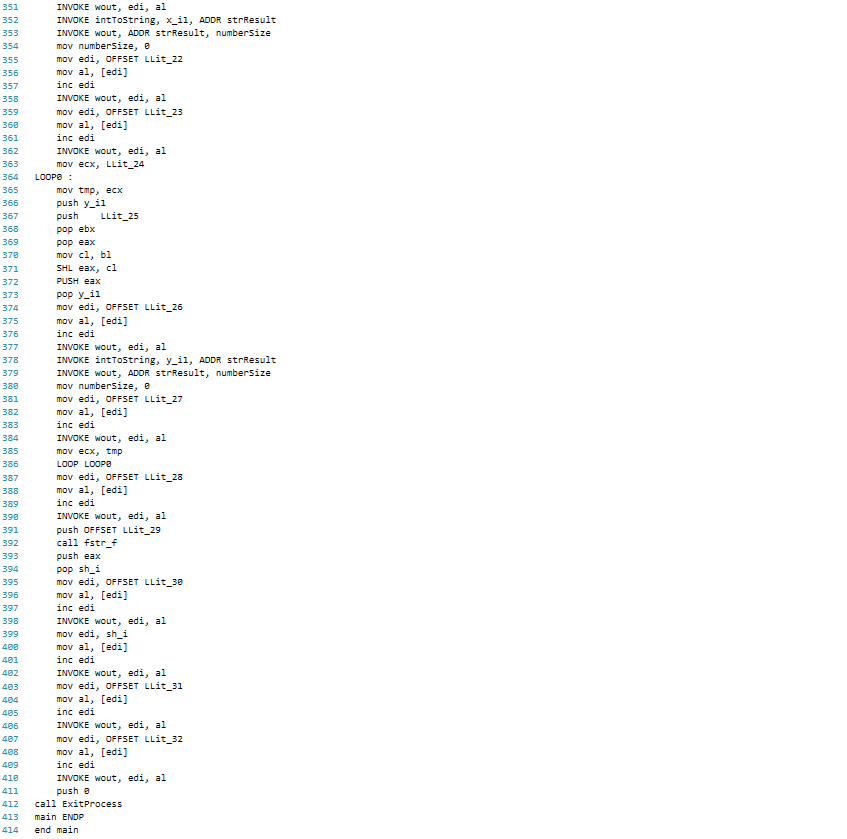 351 INVOKE wout, edi, al
352 INVOKE intToString, x_i1, ADDR strResult
353 INVOKE wout, ADDR strResult, numberSize
354 mov numberSize, 0
355 mov edi, OFFSET LLit_22
356 mov al, [edi]
357 inc edi
358 INVOKE wout, edi, al
359 mov edi, OFFSET LLit_23
360 mov al, [edi]
361 inc edi
362 INVOKE wout, edi, al
363 mov ecx, LLit_24
364 LOOP0 :
365 mov tmp, ecx
366 push y_i1
367 push    LLit_25
368 pop ebx
369 pop eax
370 mov cl, bl
371 SHL eax, cl
372 PUSH eax
373 pop y_i1
374 mov edi, OFFSET LLit_26
375 mov al, [edi]
376 inc edi
377 INVOKE wout, edi, al
378 INVOKE intToString, y_i1, ADDR strResult
379 INVOKE wout, ADDR strResult, numberSize
380 mov numberSize, 0
381 mov edi, OFFSET LLit_27
382 mov al, [edi]
383 inc edi
384 INVOKE wout, edi, al
385 mov ecx, tmp
386 LOOP LOOP0
387 mov edi, OFFSET LLit_28
388 mov al, [edi]
389 inc edi
390 INVOKE wout, edi, al
391 push OFFSET LLit_29
392 call fstr_f
393 push eax
394 pop sh_i
395 mov edi, OFFSET LLit_30
396 mov al, [edi]
397 inc edi
398 INVOKE wout, edi, al
399 mov edi, sh_i
400 mov al, [edi]
401 inc edi
402 INVOKE wout, edi, al
403 mov edi, OFFSET LLit_31
404 mov al, [edi]
405 inc edi
406 INVOKE wout, edi, al
407 mov edi, OFFSET LLit_32
408 mov al, [edi]
409 inc edi
410 INVOKE wout, edi, al
411 push 0
412 call ExitProcess
413 main ENDP
414 end main